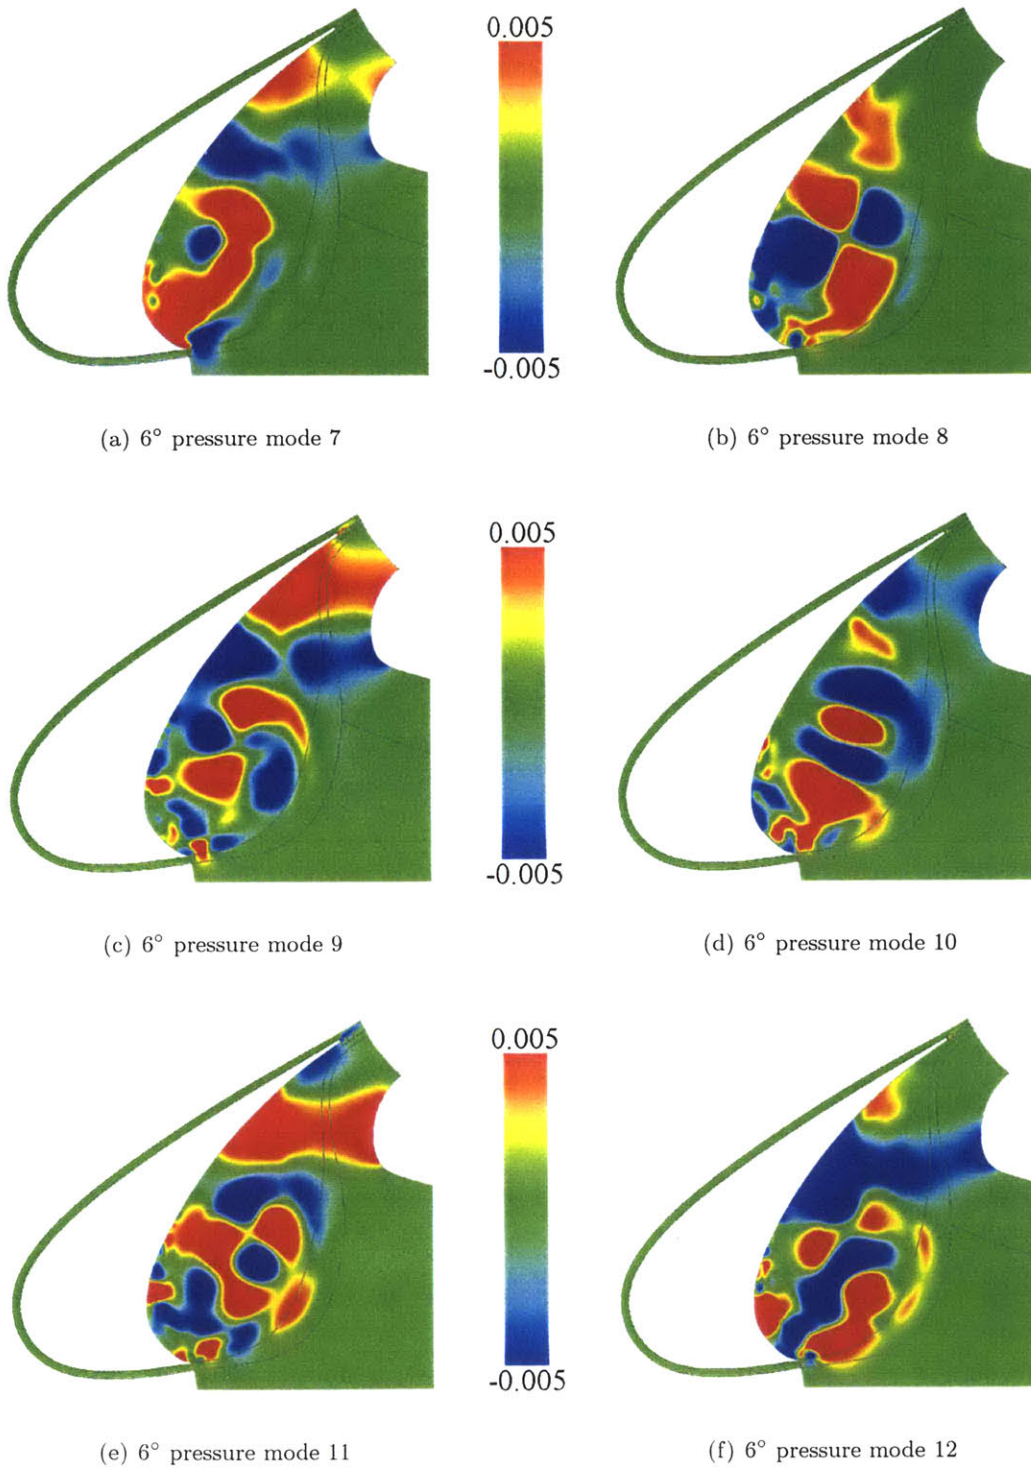 0.005
-0.005
(a) 6° pressure mode 7
(b) 6° pressure mode 8
0.005
-0.005
(c) 6° pressure mode 9
(d) 6° pressure mode 10
0.005
-0.005
(e) 6° pressure mode 11
(f) 6° pressure mode 12